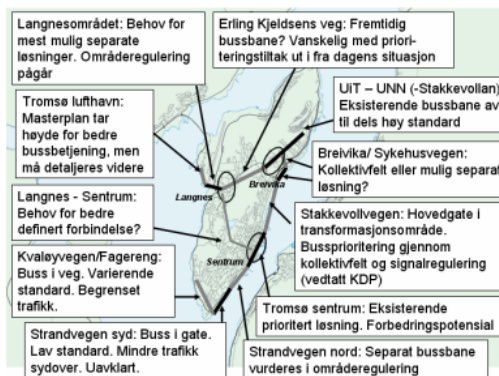 Langnesområdet: Behov for
mest mulig separate
løsninger. Områderegulering
pågår
Erling Kjeldsens veg: Fremtidig
bussbane? Vanskelig med priori-
teringstiltak ut i fra dagens situasjon
UiT – UNN (-Stakkevollan)
Eksisterende bussbane av
til dels høy standard
Tromsø lufthavn:
Masterplan tar
høyde for bedre
bussbetjening, men
må detaljeres videre
Breivika/ Sykehusvegen:
Kollektivfelt eller mulig separat
løsning?
Langnes
Breivika
Langnes - Sentrum:
Behov for bedre
definert forbindelse?
Stakkevollvegen: Hovedgate i
transformasjonsområde.
Bussprioritering gjennom
kollektivfelt og signalregulering
(vedtatt KDP)
Sentrum
Kvaløyvegen/Fagereng:
Buss i veg. Varierende
standard. Begrenset
trafikk.
Tromsø sentrum: Eksisterende
prioritert løsning. Forbedringspotensial
Strandvegen syd: Buss i gate.
Lav standard. Mindre trafikk
sydover. Uavklart.
Strandvegen nord: Separat bussbane
vurderes i områderegulering